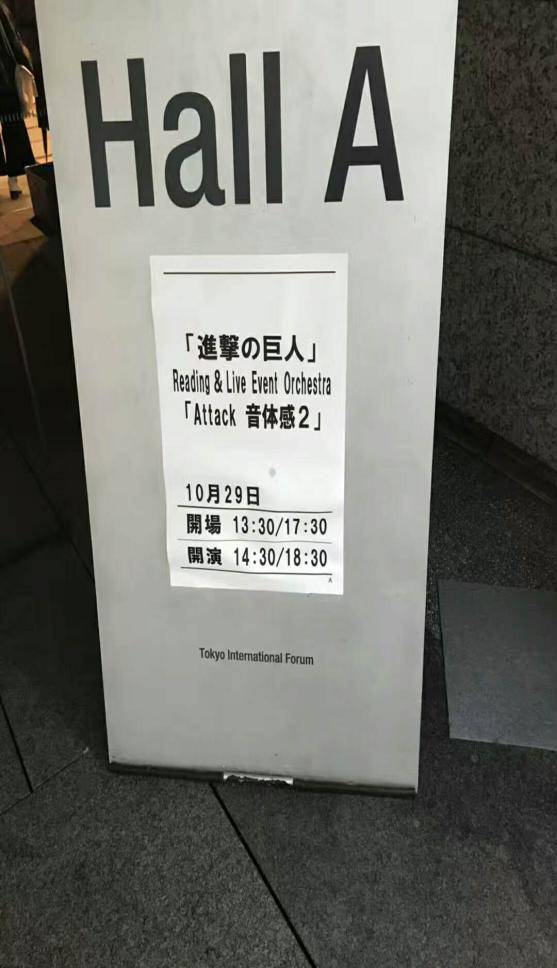 Hall A
「進撃の巨人」
Reading & Live Event Orchestra
「Attack 音体感2」
10月29日
開場 13:30/17:30
開演 14:30/18:30
A
Tokyo International Forum